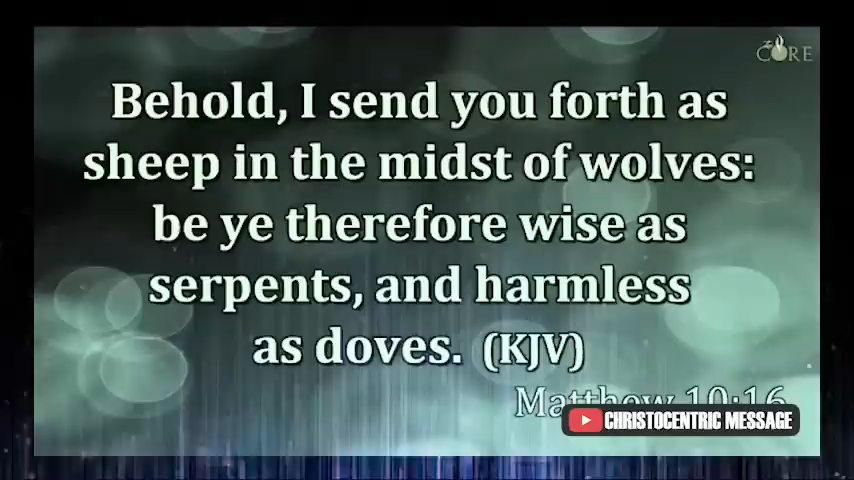 CORE
Behold, I send you forth as
sheep in the midst of wolves:
be ye therefore wise as
serpents, and harmless
as doves. (KJV)
Matthew 10:16
CHRISTOCENTRIC MESSAGE